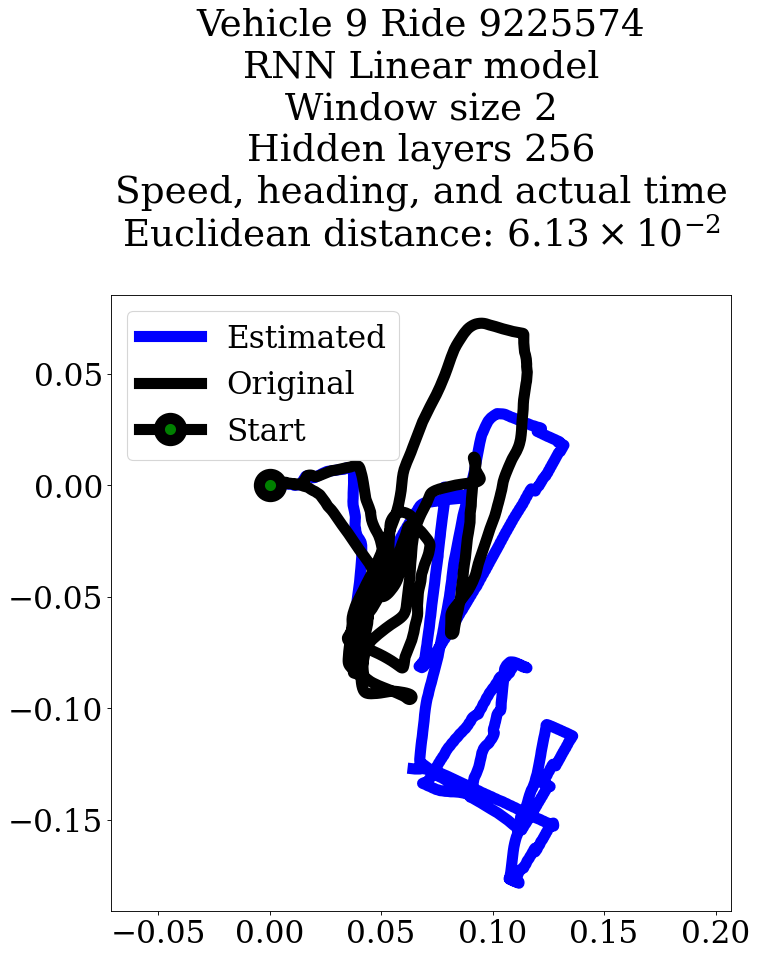 Vehicle 9 Ride 9225574
RNN Linear model
Window size 2
Hidden layers 256
Speed, heading, and actual time
Euclidean distance: 6.13 × 10⁻²
Estimated
Original
Start
0.05
0.00
−0.05
−0.10
−0.15
−0.05 0.00 0.05 0.10 0.15 0.20